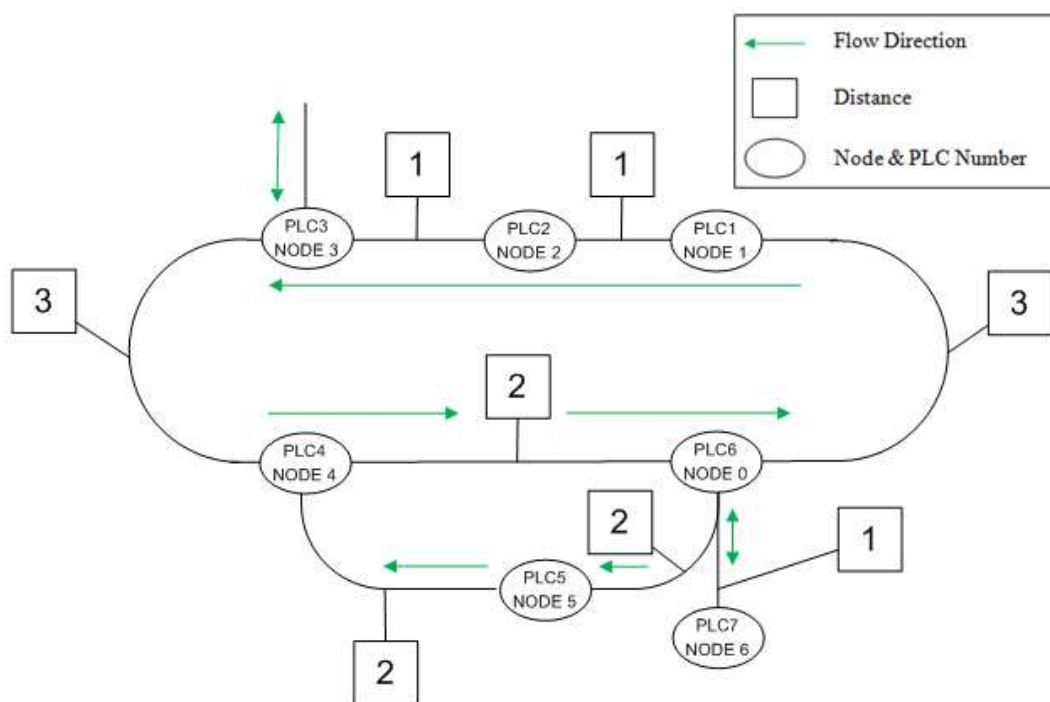 Flow Direction
Distance
Node & PLC Number
1
1
PLC3
NODE 3
PLC2
NODE 2
PLC1
NODE 1
3
3
2
PLC4
NODE 4
PLC6
NODE 0
2
1
PLC5
NODE 5
PLC7
NODE 6
2